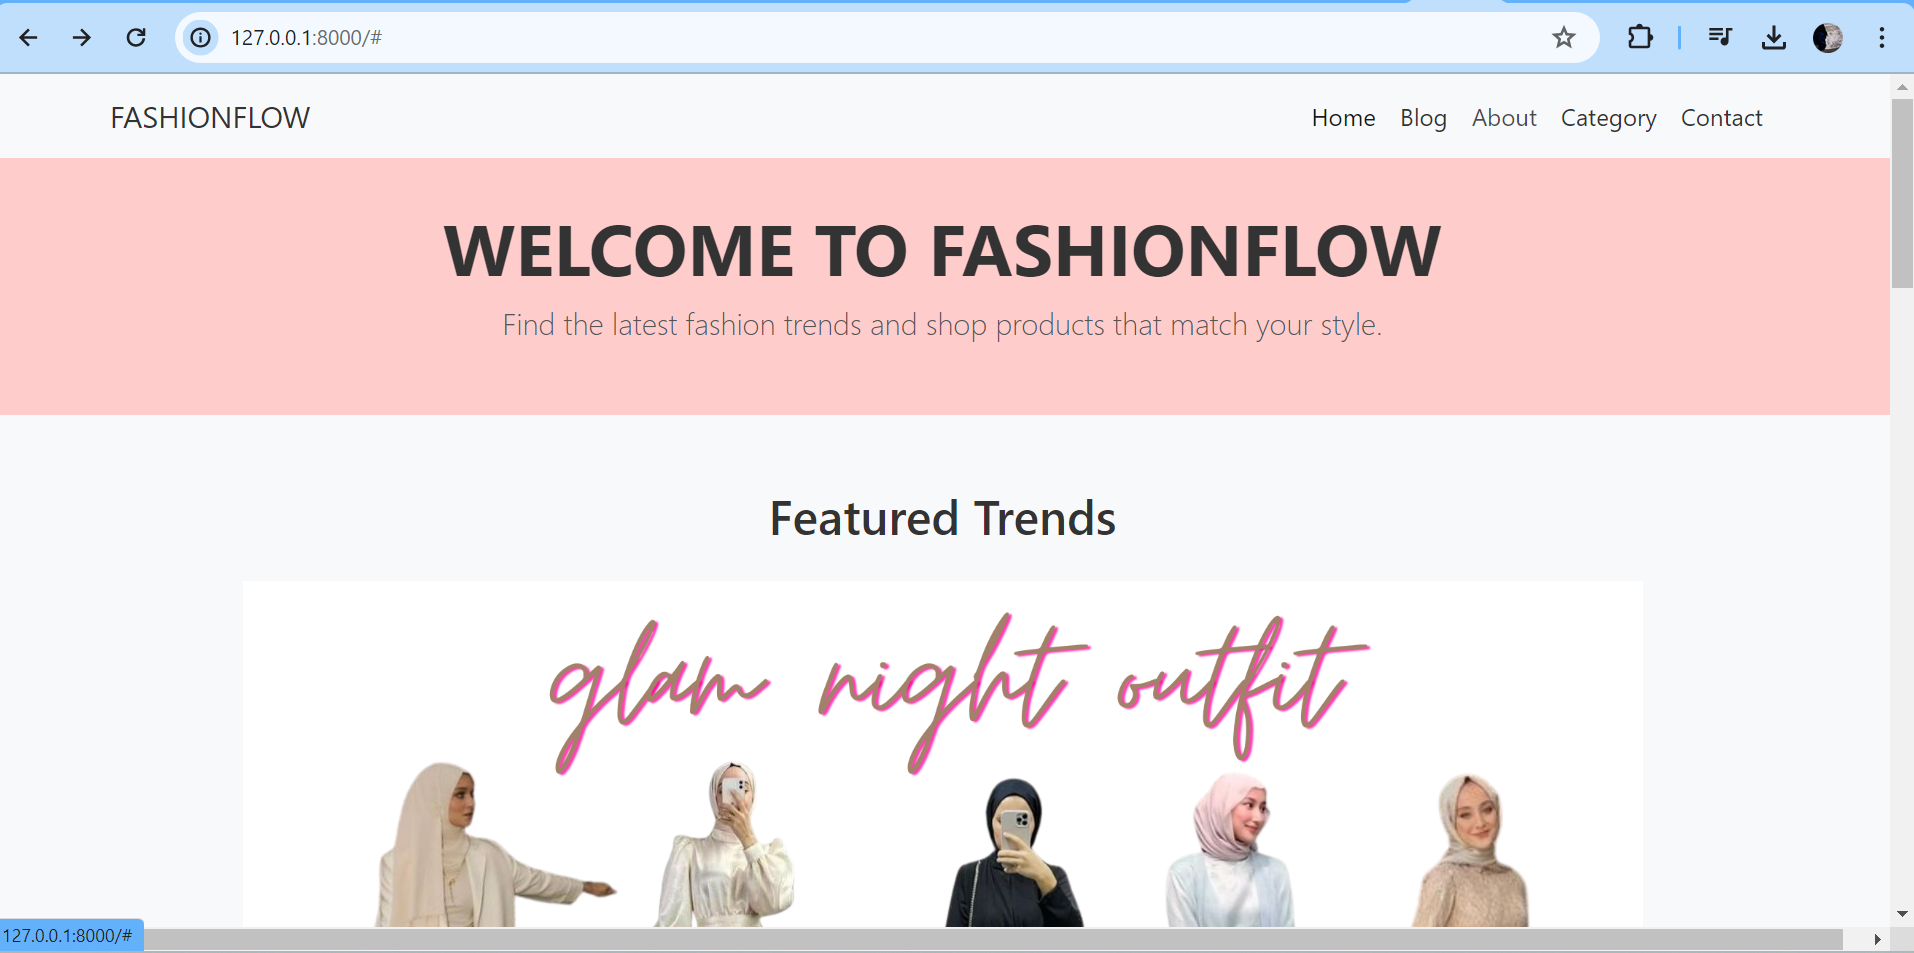 127.0.0.1:8000/#
FASHIONFLOW
Home Blog About Category Contact
WELCOME TO FASHIONFLOW
Find the latest fashion trends and shop products that match your style.
Featured Trends
glam night outfit
127.0.0.1:8000/#